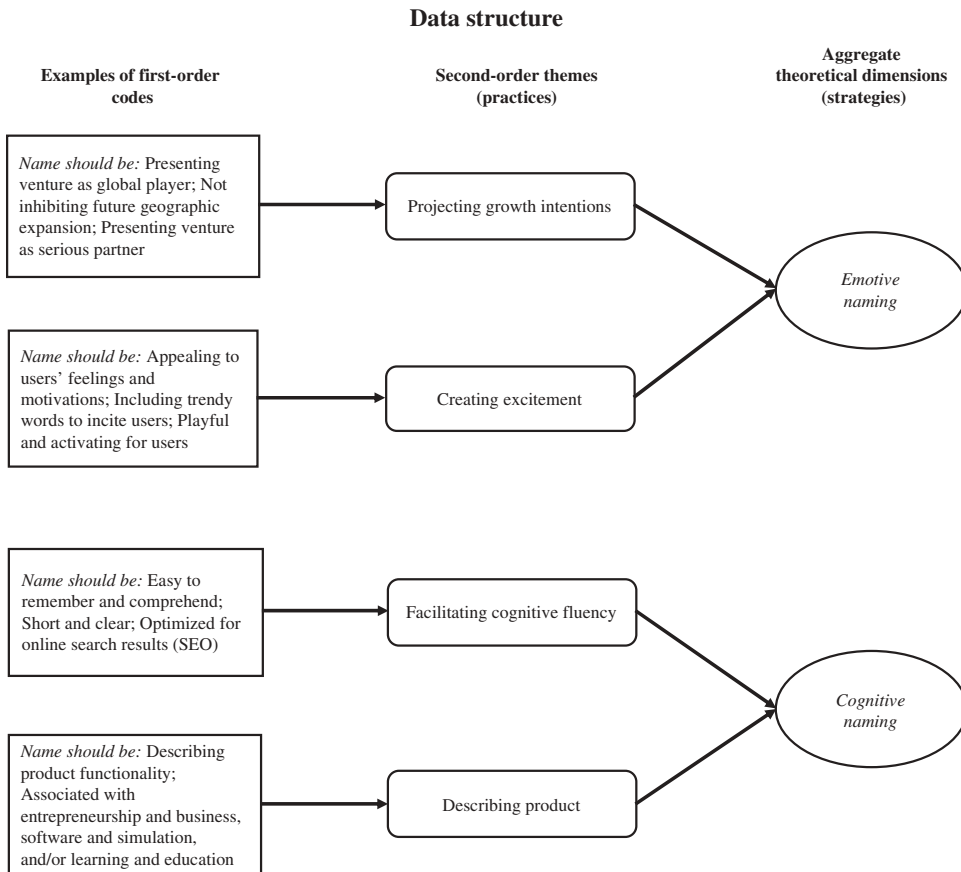 Data structure
Examples of first-order
codes
Second-order themes
(practices)
Aggregate
theoretical dimensions
(strategies)
Name should be: Presenting
venture as global player; Not
inhibiting future geographic
expansion; Presenting venture
as serious partner
Projecting growth intentions
Emotive
naming
Name should be: Appealing to
users’ feelings and
motivations; Including trendy
words to incite users; Playful
and activating for users
Creating excitement
Name should be: Easy to
remember and comprehend;
Short and clear; Optimized for
online search results (SEO)
Facilitating cognitive fluency
Cognitive
naming
Name should be: Describing
product functionality;
Associated with
entrepreneurship and business,
software and simulation,
and/or learning and education
Describing product